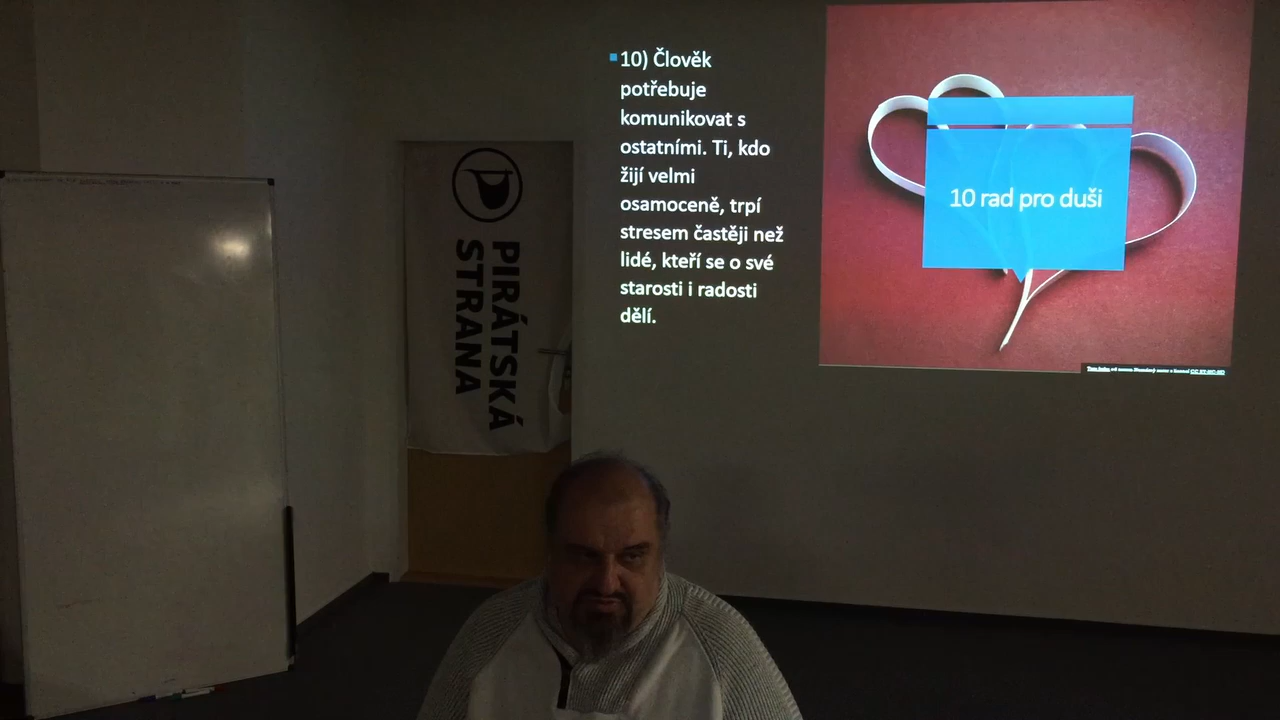 10) Člověk
potřebuje
komunikovat s
ostatními. Ti, kdo
žijí velmi
osamoceně, trpí
stresem častěji než
lidé, kteří se o své
starosti i radosti
dělí.
10 rad pro duši
PIRÁTSKÁ
STRANA